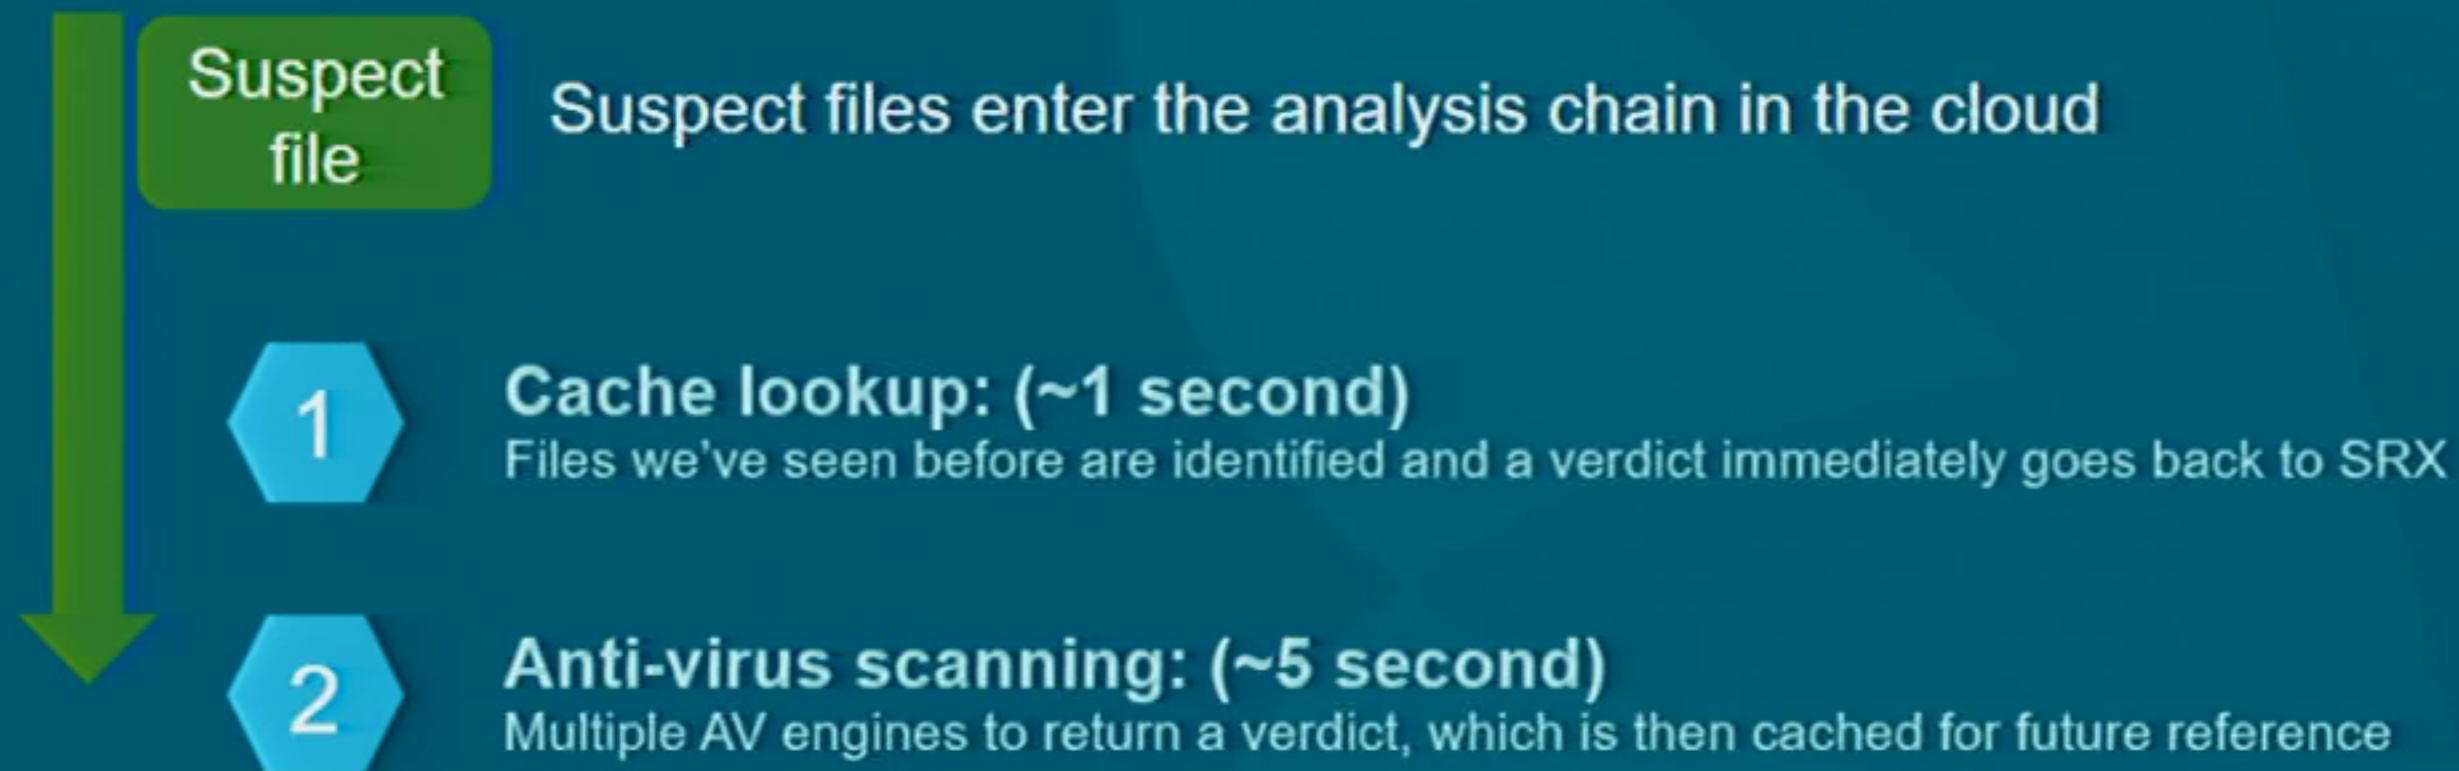 Suspect
file
Suspect files enter the analysis chain in the cloud
1
Cache lookup: (~1 second)
Files we've seen before are identified and a verdict immediately goes back to SRX
2
Anti-virus scanning: (~5 second)
Multiple AV engines to return a verdict, which is then cached for future reference